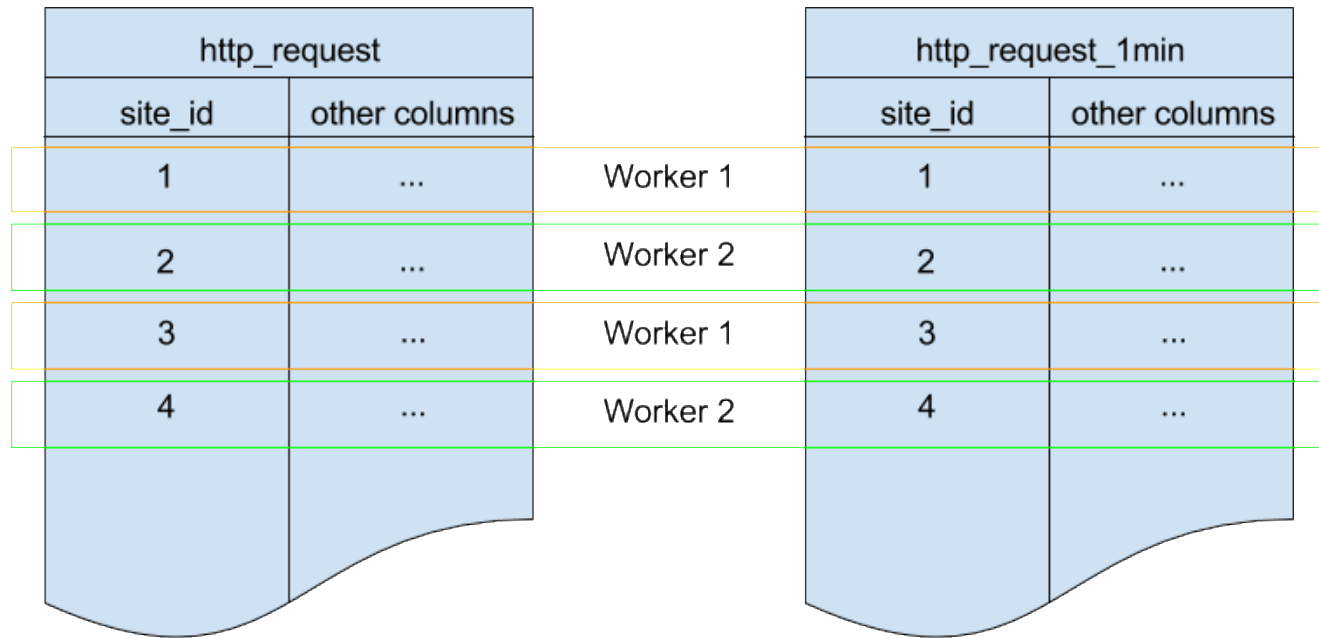 http_request http_request_1min
site_id other columns site_id other columns
1 ... Worker 1 1 ...
2 ... Worker 2 2 ...
3 ... Worker 1 3 ...
4 ... Worker 2 4 ...